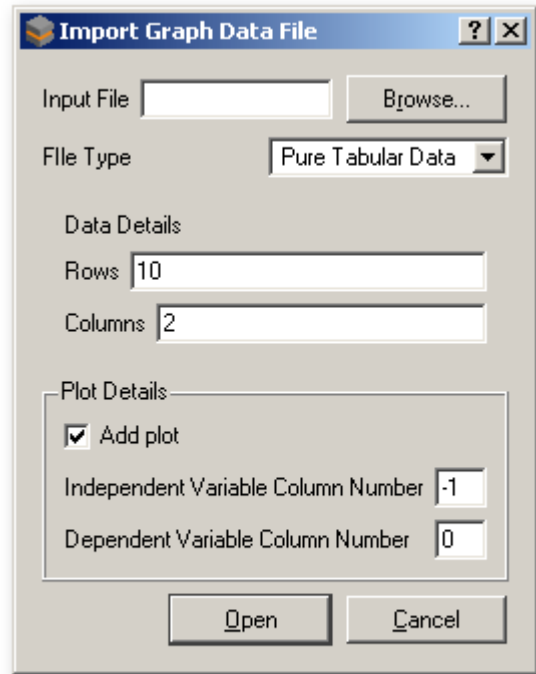 Import Graph Data File
Input File Browse...
FIle Type Pure Tabular Data
Data Details
Rows 10
Columns 2
Plot Details
Add plot
Independent Variable Column Number -1
Dependent Variable Column Number 0
Open Cancel